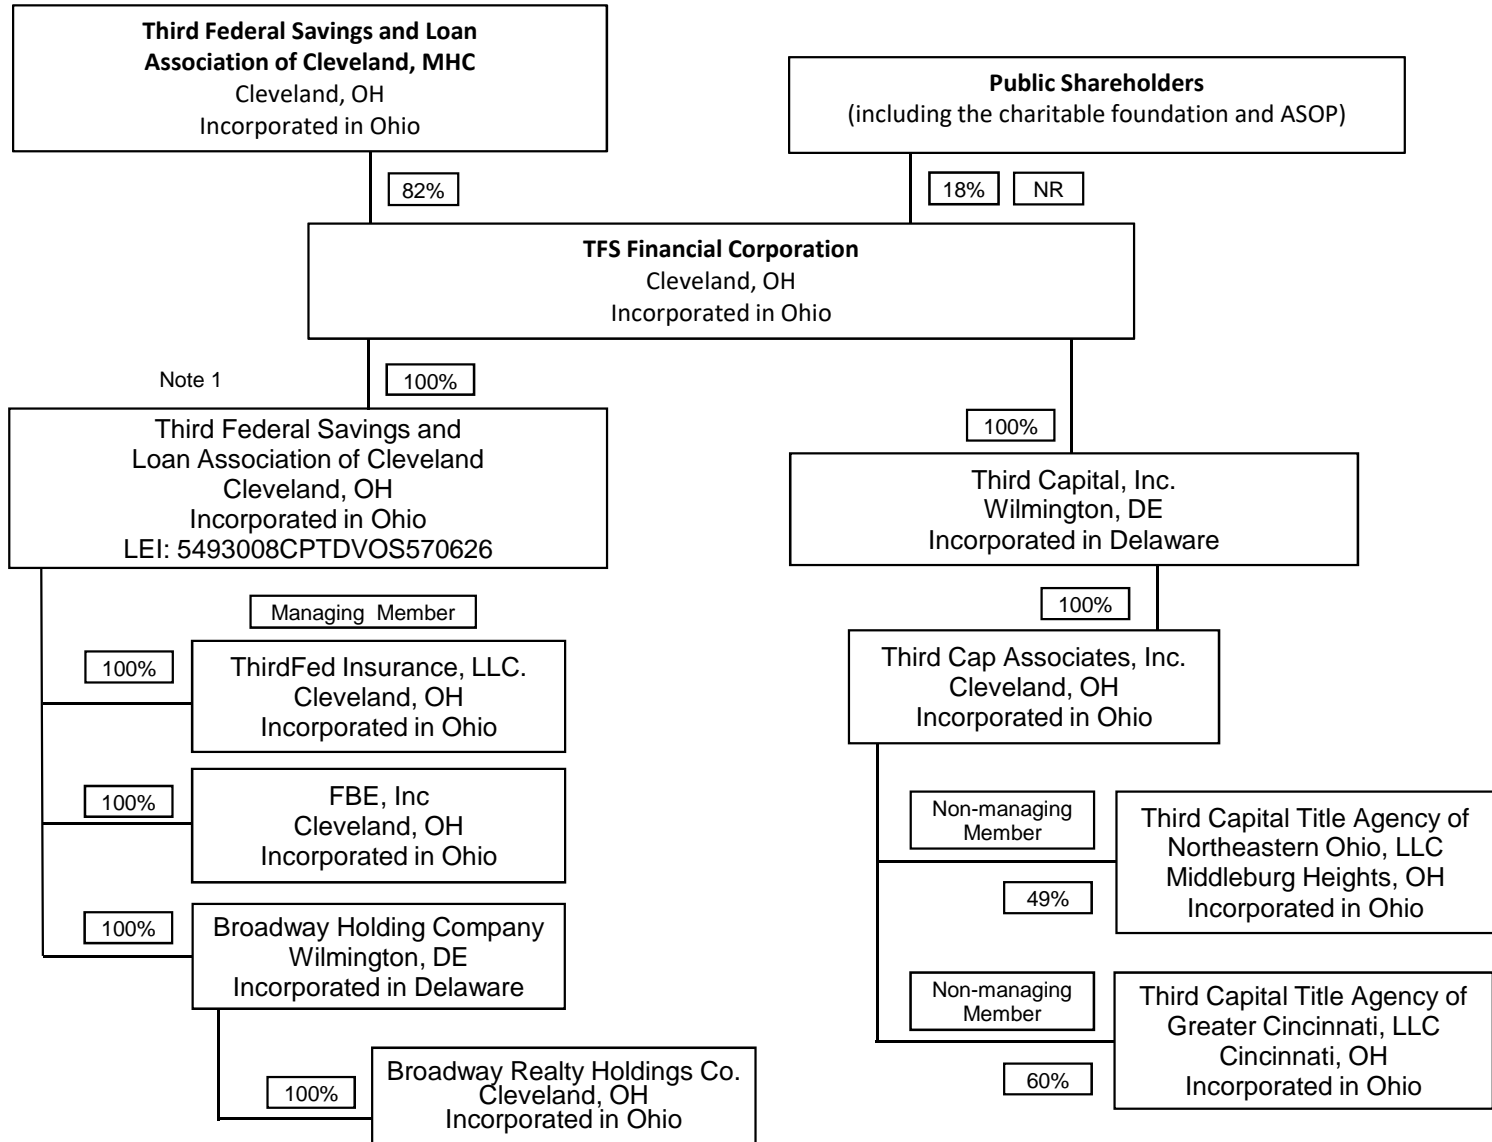 Third Federal Savings and Loan
Association of Cleveland, MHC
Cleveland, OH
Incorporated in Ohio
Public Shareholders
(including the charitable foundation and ASOP)
82%
18%
NR
TFS Financial Corporation
Cleveland, OH
Incorporated in Ohio
Note 1
100%
Third Federal Savings and
Loan Association of Cleveland
Cleveland, OH
Incorporated in Ohio
LEI: 5493008CPTDVOS570626
100%
Third Capital, Inc.
Wilmington, DE
Incorporated in Delaware
Managing Member
100%
ThirdFed Insurance, LLC.
Cleveland, OH
Incorporated in Ohio
100%
Third Cap Associates, Inc.
Cleveland, OH
Incorporated in Ohio
100%
FBE, Inc
Cleveland, OH
Incorporated in Ohio
Non-managing
Member
49%
Third Capital Title Agency of
Northeastern Ohio, LLC
Middleburg Heights, OH
Incorporated in Ohio
100%
Broadway Holding Company
Wilmington, DE
Incorporated in Delaware
Non-managing
Member
60%
Third Capital Title Agency of
Greater Cincinnati, LLC
Cincinnati, OH
Incorporated in Ohio
100%
Broadway Realty Holdings Co.
Cleveland, OH
Incorporated in Ohio